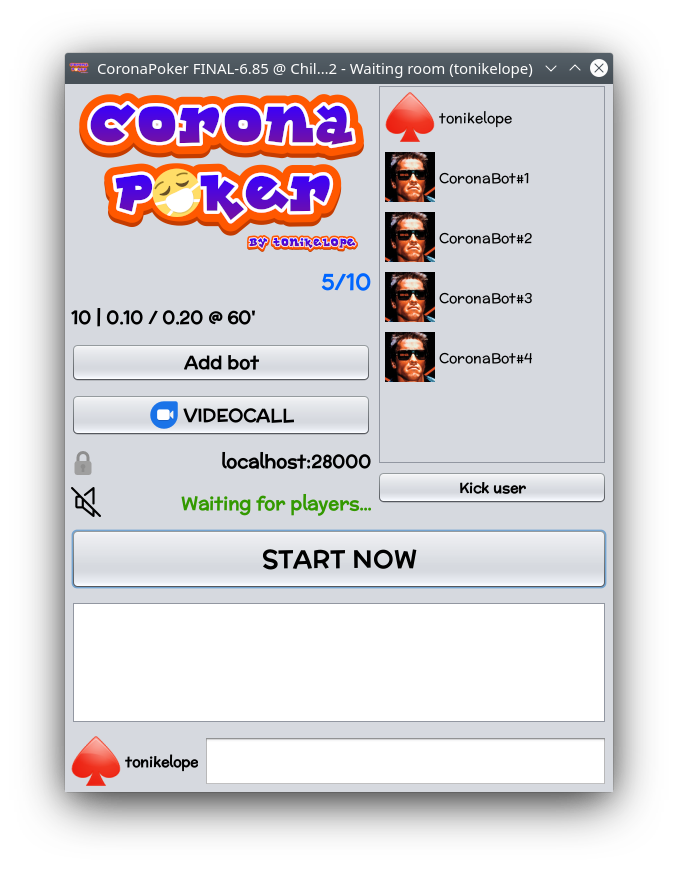 CoronaPoker FINAL-6.85 @ Chil...2 - Waiting room (tonikelope)
corona
poker
BY tonikelope
5/10
10 | 0.10 / 0.20 @ 60'
Add bot
VIDEOCALL
localhost:28000
Waiting for players...
tonikelope
CoronaBot#1
CoronaBot#2
CoronaBot#3
CoronaBot#4
Kick user
START NOW
tonikelope